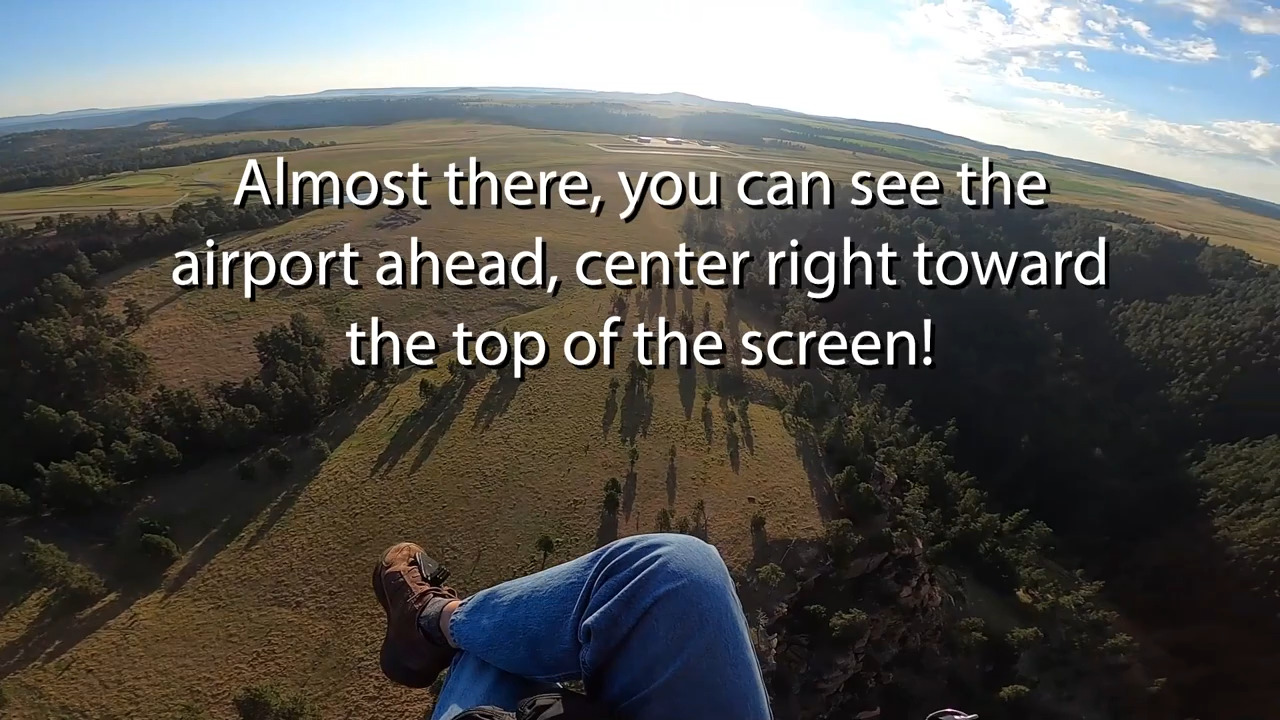 Almost there, you can see the
airport ahead, center right toward
the top of the screen!